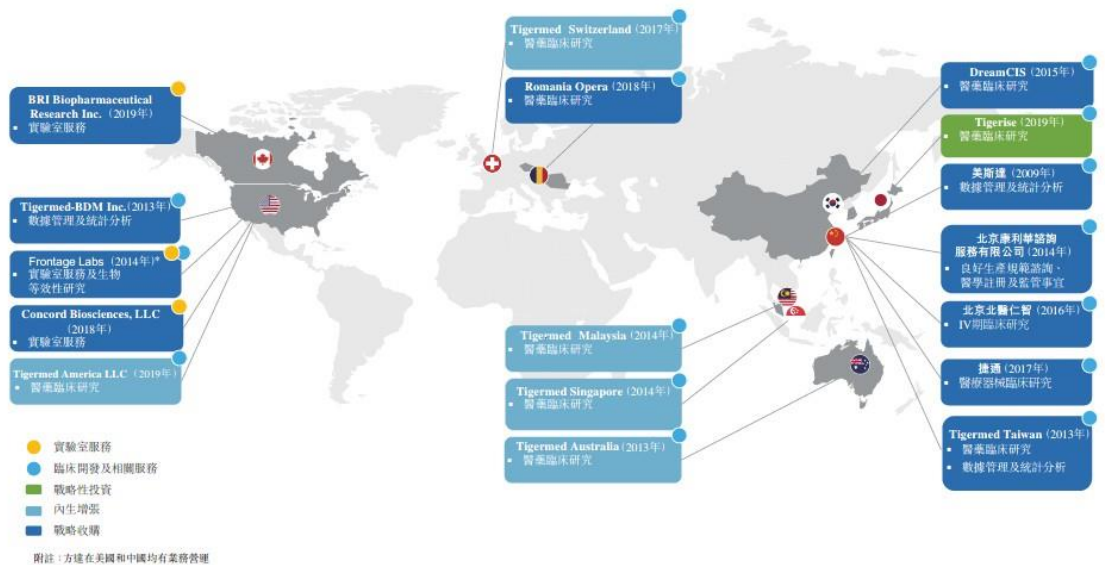 BRI Biopharmaceutical
Research Inc. (2019年)
▪ 實驗室服務
Tigermed-BDM Inc.(2013年)
▪ 數據管理及統計分析
Frontage Labs (2014年)*
▪ 實驗室服務及生物
等效性研究
Concord Biosciences, LLC
(2018年)
▪ 實驗室服務
Tigermed America LLC (2019年)
▪ 醫藥臨床研究
Tigermed Switzerland (2017年)
▪ 醫藥臨床研究
Romania Opera (2018年)
▪ 醫藥臨床研究
Tigermed Malaysia (2014年)
▪ 醫藥臨床研究
Tigermed Singapore (2014年)
▪ 醫藥臨床研究
Tigermed Australia (2013年)
▪ 醫藥臨床研究
DreamCIS (2015年)
▪ 醫藥臨床研究
Tigerise (2019年)
▪ 醫藥臨床研究
美斯達 (2009年)
▪ 數據管理及統計分析
北京康利華諮詢
服務有限公司 (2014年)
▪ 良好生產規範諮詢、
醫學註冊及監管事宜
北京北醫仁智 (2016年)
▪ IV期臨床研究
捷通 (2017年)
▪ 醫療器械臨床研究
Tigermed Taiwan (2013年)
▪ 醫藥臨床研究
▪ 數據管理及統計分析
實驗室服務
臨床開發及相關服務
戰略性投資
內生增張
戰略收購
附註：方達在美國和中國均有業務營運